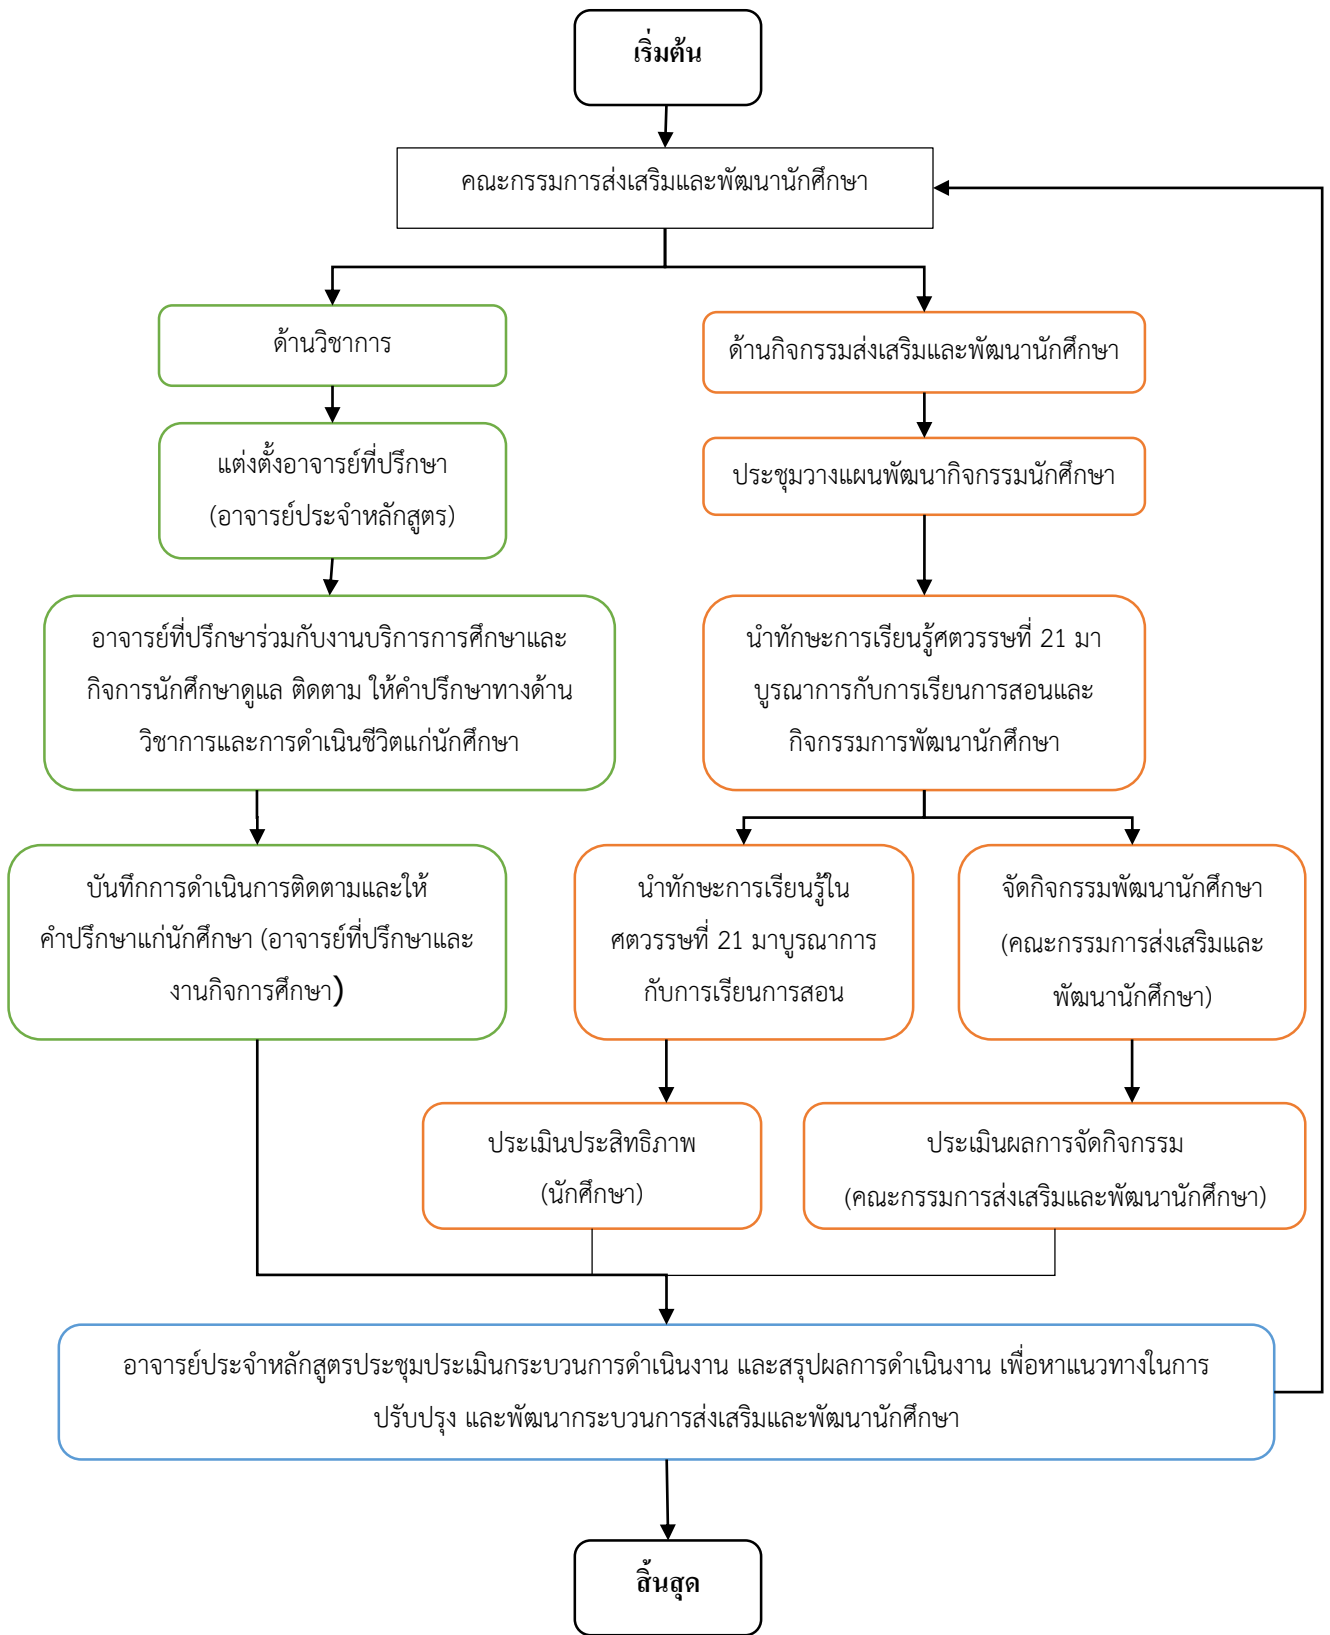 เริ่มต้น
คณะกรรมการส่งเสริมและพัฒนานักศึกษา
ด้านวิชาการ
ด้านกิจกรรมส่งเสริมและพัฒนานักศึกษา
แต่งตั้งอาจารย์ที่ปรึกษา
(อาจารย์ประจำหลักสูตร)
ประชุมวางแผนพัฒนากิจกรรมนักศึกษา
อาจารย์ที่ปรึกษาร่วมกับงานบริการการศึกษาและ
กิจการนักศึกษาดูแล ติดตาม ให้คำปรึกษาทางด้าน
วิชาการและการดำเนินชีวิตแก่นักศึกษา
นำทักษะการเรียนรู้ศตวรรษที่ 21 มา
บูรณาการกับการเรียนการสอนและ
กิจกรรมการพัฒนานักศึกษา
บันทึกการดำเนินการติดตามและให้
คำปรึกษาแก่นักศึกษา (อาจารย์ที่ปรึกษาและ
งานกิจการศึกษา)
นำทักษะการเรียนรู้ใน
ศตวรรษที่ 21 มาบูรณาการ
กับการเรียนการสอน
จัดกิจกรรมพัฒนานักศึกษา
(คณะกรรมการส่งเสริมและ
พัฒนานักศึกษา)
ประเมินประสิทธิภาพ
(นักศึกษา)
ประเมินผลการจัดกิจกรรม
(คณะกรรมการส่งเสริมและพัฒนานักศึกษา)
อาจารย์ประจำหลักสูตรประชุมประเมินกระบวนการดำเนินงาน และสรุปผลการดำเนินงาน เพื่อหาแนวทางในการ
ปรับปรุง และพัฒนากระบวนการส่งเสริมและพัฒนานักศึกษา
สิ้นสุด